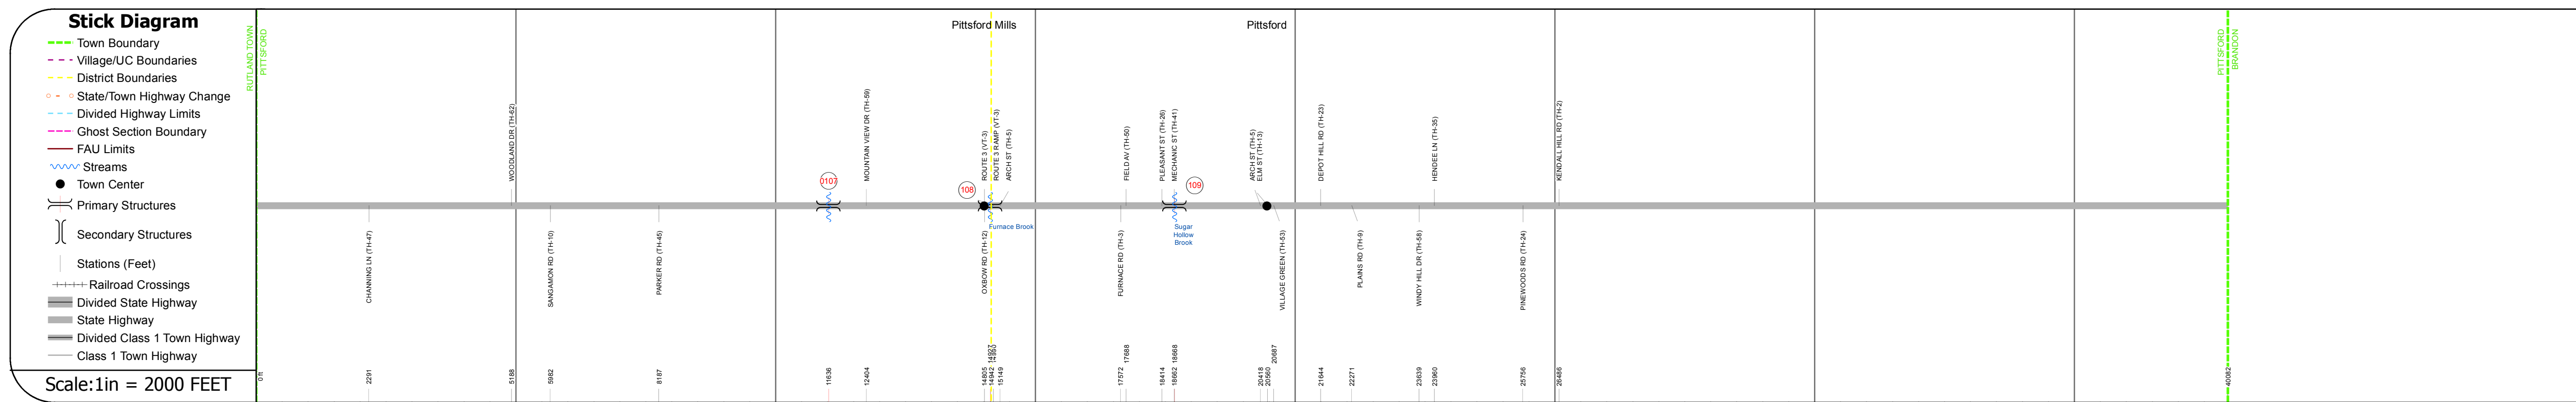 Stick Diagram
Town Boundary
Village/UC Boundaries
District Boundaries
State/Town Highway Change
Divided Highway Limits
Ghost Section Boundary
FAU Limits
Streams
Town Center
Primary Structures
Secondary Structures
Stations (Feet)
Railroad Crossings
Divided State Highway
State Highway
Divided Class 1 Town Highway
Class 1 Town Highway
Scale:1in = 2000 FEET
RUTLAND TOWN
PITTSFORD
Pittsford Mills
Pittsford
PITTSFORD
BRANDON
WOODLAND DR (TH-62)
MOUNTAIN VIEW DR (TH-59)
ROUTE 3 (VT-3)
ROUTE 3 RAMP (VT-3)
ARCH ST (TH-5)
FIELD AV (TH-50)
PLEASANT ST (TH-26)
MECHANIC ST (TH-41)
ARCH ST (TH-5)
ELM ST (TH-13)
DEPOT HILL RD (TH-23)
HENDEE LN (TH-35)
KENDALL HILL RD (TH-2)
0107
108
109
Furnace Brook
Sugar
Hollow
Brook
CHANNING LN (TH-47)
SANGAMON RD (TH-10)
PARKER RD (TH-45)
OXBOW RD (TH-12)
FURNACE RD (TH-3)
VILLAGE GREEN (TH-53)
PLAINS RD (TH-9)
WINDY HILL DR (TH-58)
PINEWOODS RD (TH-24)
0 ft
2291
5188
5982
8187
11636
12404
14805
14927
14942
15149
17572
17688
18414
18662
18668
20418
20560
20687
21644
22271
23639
23960
25756
26486
40082